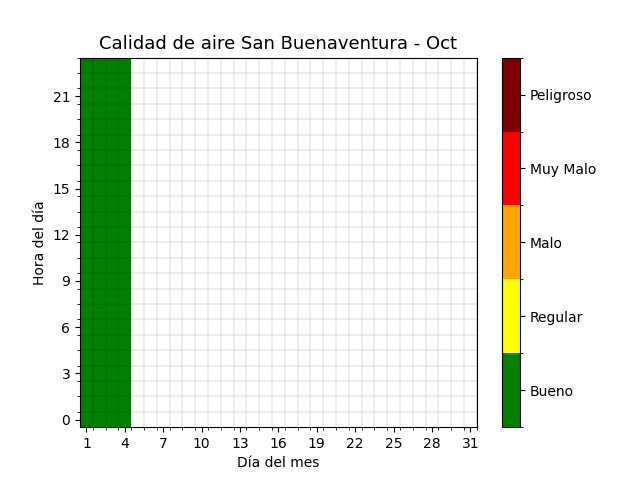 Calidad de aire San Buenaventura - Oct
Hora del día
21
18
15
12
9
6
3
0
1 4 7 10 13 16 19 22 25 28 31
Día del mes
Peligroso
Muy Malo
Malo
Regular
Bueno